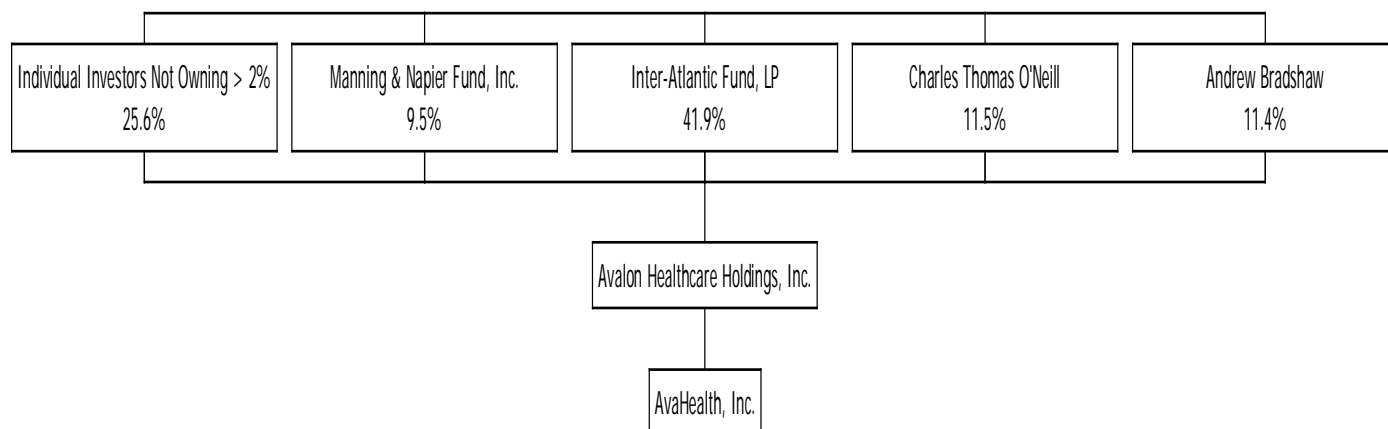 Individual Investors Not Owning > 2%
25.6%
Manning & Napier Fund, Inc.
9.5%
Inter-Atlantic Fund, LP
41.9%
Charles Thomas O'Neill
11.5%
Andrew Bradshaw
11.4%
Avalon Healthcare Holdings, Inc.
AvaHealth, Inc.